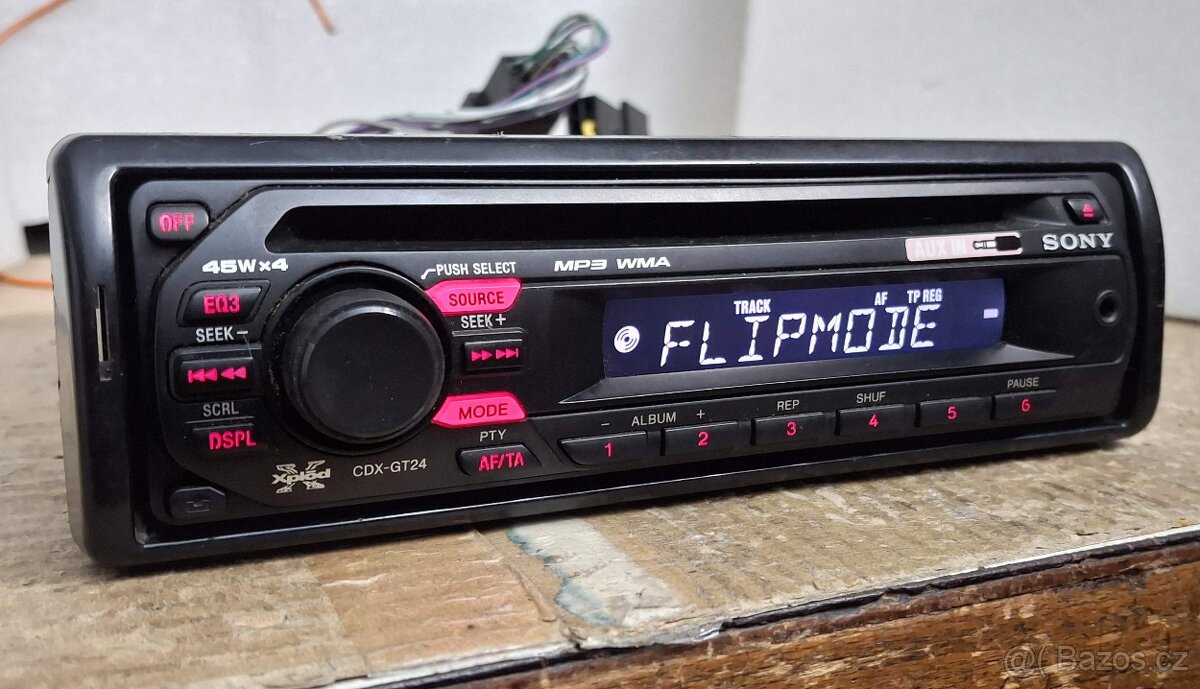 OFF
45W×4
PUSH SELECT
MP3 WMA
AUX IN
SONY
EQ3
SOURCE
SEEK +
SEEK −
TRACK
AF TP REG
FLIPMODE
SCRL
DSPL
MODE
PTY
AF/TA
− ALBUM +
REP
SHUF
PAUSE
1
2
3
4
5
6
Xplod
CDX-GT24
@( Bazos.cz